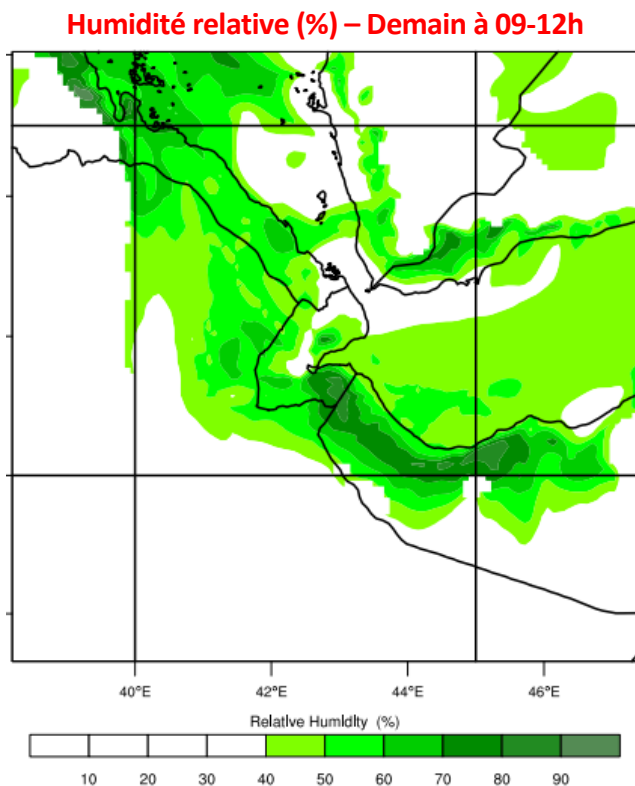 Humidité relative (%) – Demain à 09-12h
40°E 42°E 44°E 46°E
Relative Humidity (%)
10 20 30 40 50 60 70 80 90